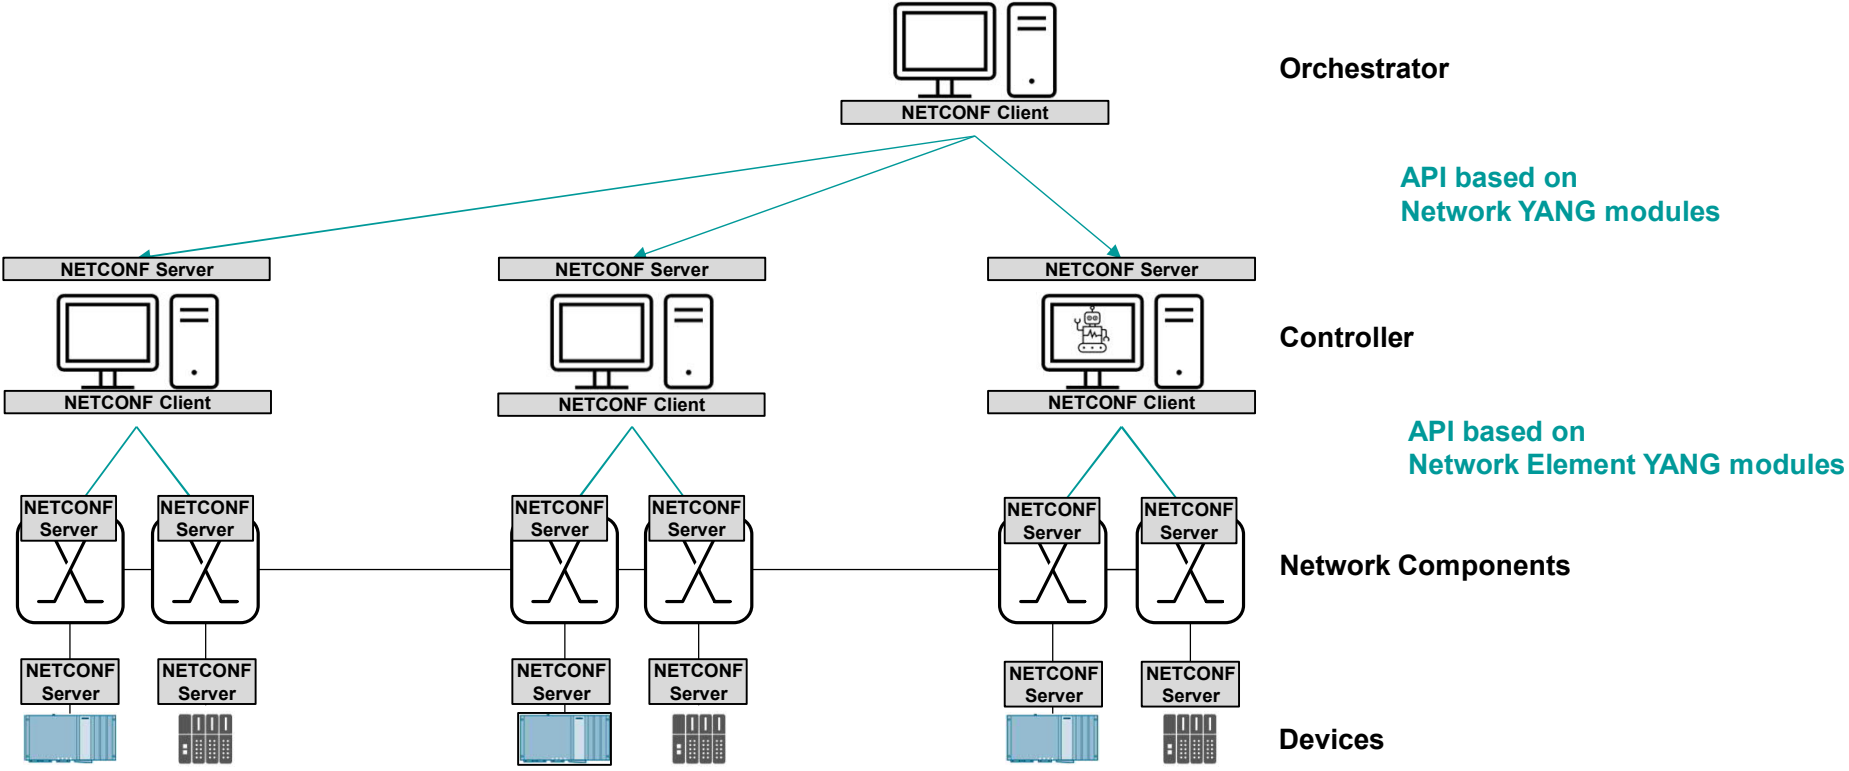 Orchestrator
NETCONF Client
API based on
Network YANG modules
NETCONF Server
NETCONF Server
NETCONF Server
Controller
NETCONF Client
NETCONF Client
NETCONF Client
API based on
Network Element YANG modules
NETCONF
Server
NETCONF
Server
NETCONF
Server
NETCONF
Server
NETCONF
Server
NETCONF
Server
Network Components
NETCONF
Server
NETCONF
Server
NETCONF
Server
NETCONF
Server
NETCONF
Server
NETCONF
Server
Devices